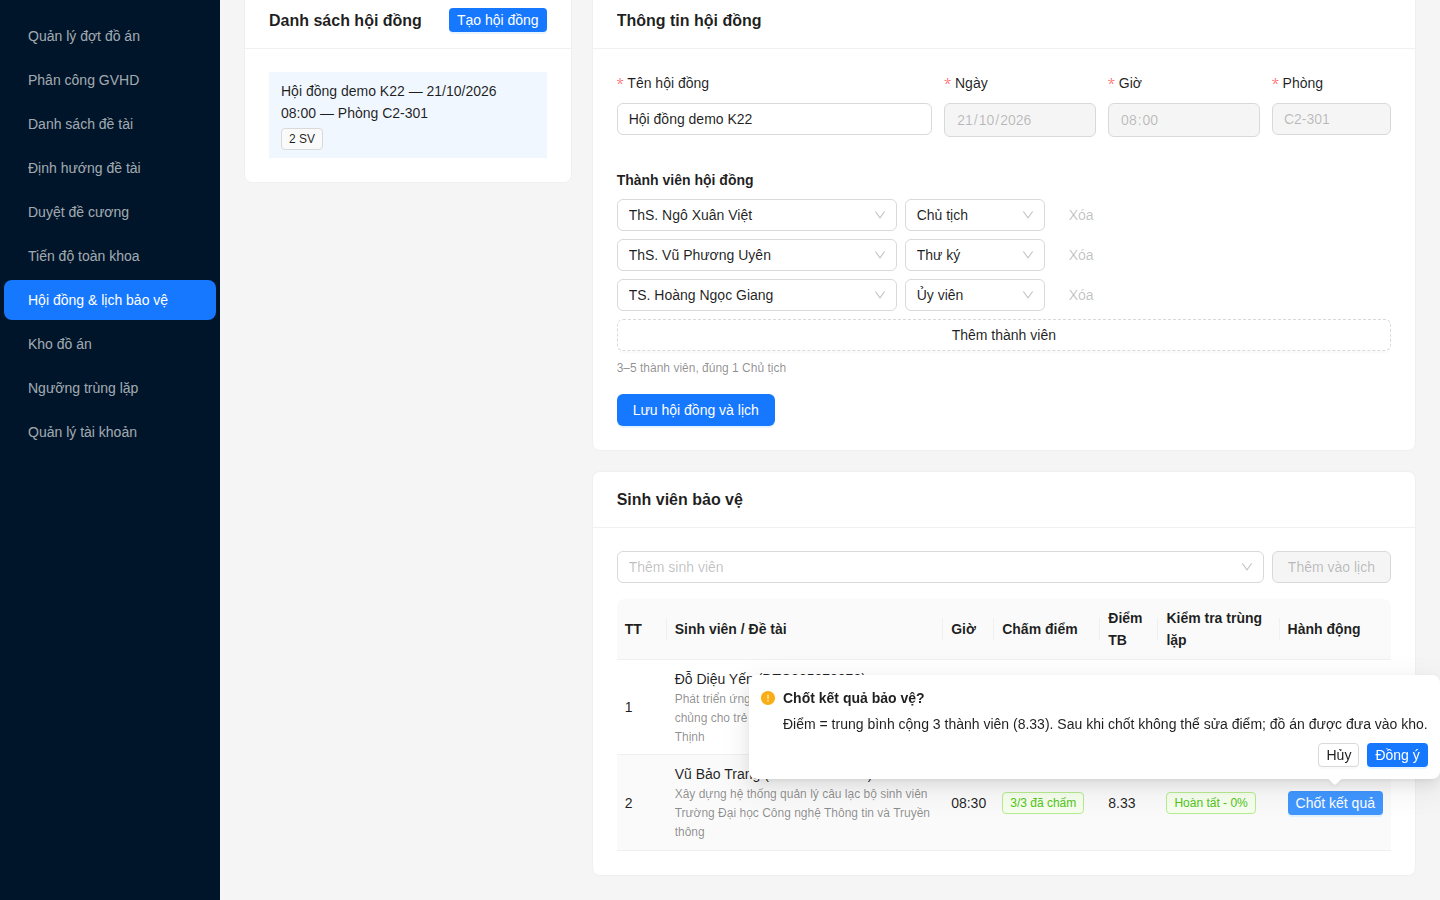 Quản lý đợt đồ án
Phân công GVHD
Danh sách đề tài
Định hướng đề tài
Duyệt đề cương
Tiến độ toàn khoa
Hội đồng & lịch bảo vệ
Kho đồ án
Ngưỡng trùng lặp
Quản lý tài khoản
Danh sách hội đồng
Tạo hội đồng
Hội đồng demo K22 — 21/10/2026
08:00 — Phòng C2-301
2 SV
Thông tin hội đồng
* Tên hội đồng
* Ngày
* Giờ
* Phòng
Hội đồng demo K22
21/10/2026
08:00
C2-301
Thành viên hội đồng
ThS. Ngô Xuân Việt
Chủ tịch
Xóa
ThS. Vũ Phương Uyên
Thư ký
Xóa
TS. Hoàng Ngọc Giang
Ủy viên
Xóa
Thêm thành viên
3–5 thành viên, đúng 1 Chủ tịch
Lưu hội đồng và lịch
Sinh viên bảo vệ
Thêm sinh viên
Thêm vào lịch
TT
Sinh viên / Đề tài
Giờ
Chấm điểm
Điểm TB
Kiểm tra trùng lặp
Hành động
1
Đỗ Diệu Yến
Phát triển ứng
chủng cho trẻ
Thịnh
Chốt kết quả bảo vệ?
Điểm = trung bình cộng 3 thành viên (8.33). Sau khi chốt không thể sửa điểm; đồ án được đưa vào kho.
Hủy
Đồng ý
2
Vũ Bảo Trang
Xây dựng hệ thống quản lý câu lạc bộ sinh viên
Trường Đại học Công nghệ Thông tin và Truyền
thông
08:30
3/3 đã chấm
8.33
Hoàn tất - 0%
Chốt kết quả